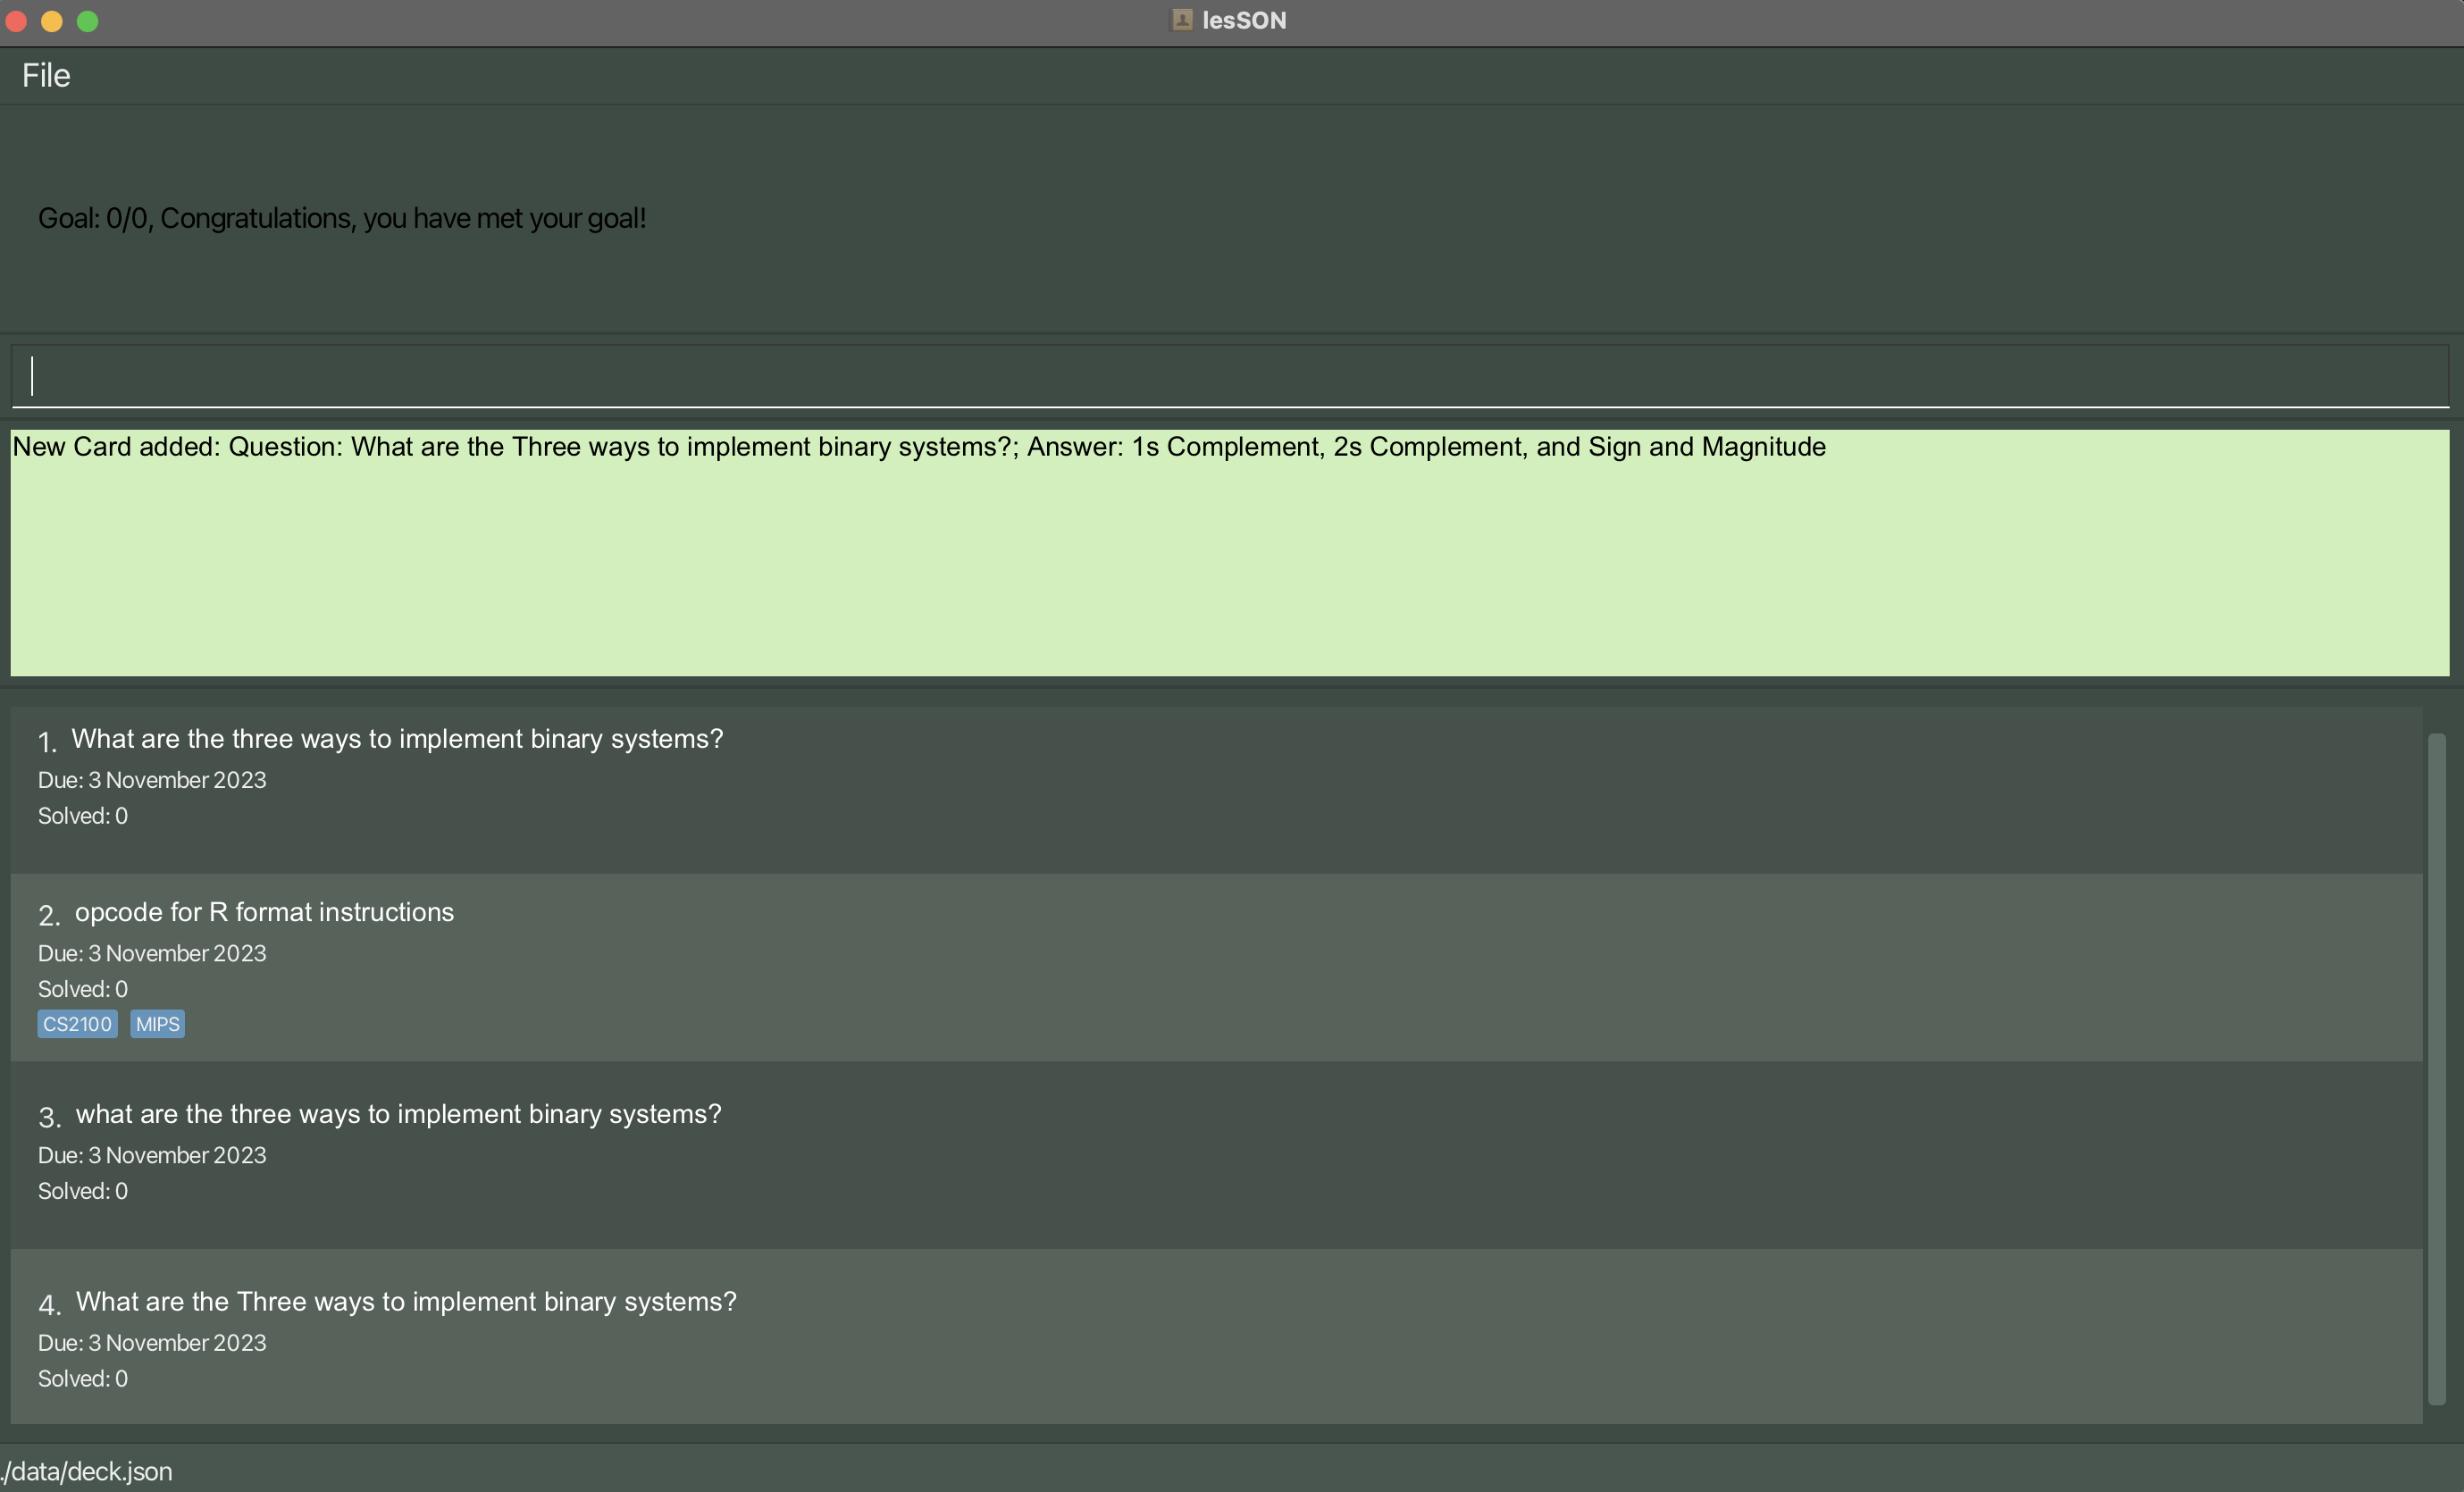 lesSON
File
Goal: 0/0, Congratulations, you have met your goal!
New Card added: Question: What are the Three ways to implement binary systems?; Answer: 1s Complement, 2s Complement, and Sign and Magnitude
1. What are the three ways to implement binary systems?
Due: 3 November 2023
Solved: 0
2. opcode for R format instructions
Due: 3 November 2023
Solved: 0
CS2100 MIPS
3. what are the three ways to implement binary systems?
Due: 3 November 2023
Solved: 0
4. What are the Three ways to implement binary systems?
Due: 3 November 2023
Solved: 0
./data/deck.json